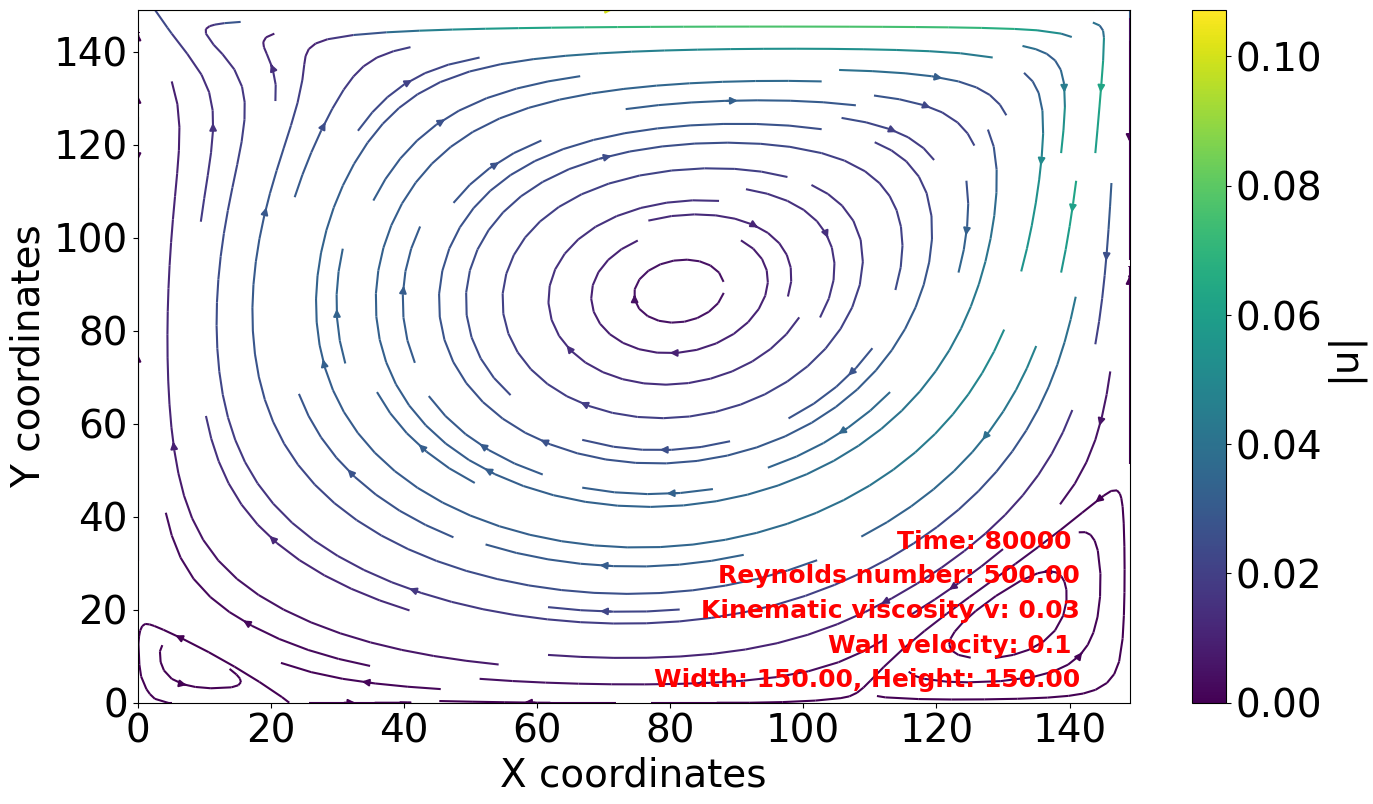 140
120
100
80
60
40
20
0
Y coordinates
0 20 40 60 80 100 120 140
X coordinates
Time: 80000
Reynolds number: 500.00
Kinematic viscosity v: 0.03
Wall velocity: 0.1
Width: 150.00, Height: 150.00
0.10
0.08
0.06
0.04
0.02
0.00
|u|